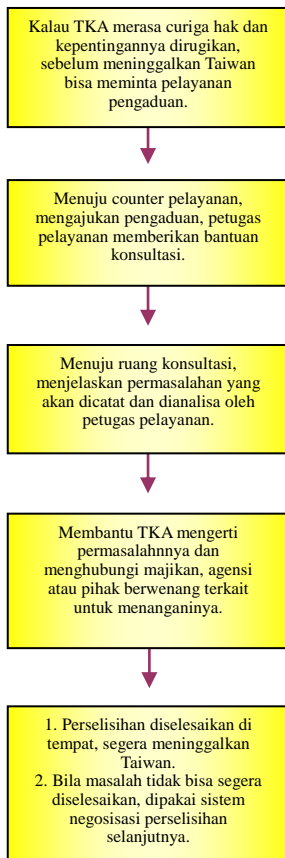 Kalau TKA merasa curiga hak dan
kepentingannya dirugikan,
sebelum meninggalkan Taiwan
bisa meminta pelayanan
pengaduan.
Menuju counter pelayanan,
mengajukan pengaduan, petugas
pelayanan memberikan bantuan
konsultasi.
Menuju ruang konsultasi,
menjelaskan permasalahan yang
akan dicatat dan dianalisa oleh
petugas pelayanan.
Membantu TKA mengerti
permasalahnnya dan
menghubungi majikan, agensi
atau pihak berwenang terkait
untuk menanganinya.
1. Perselisihan diselesaikan di
tempat, segera meninggalkan
Taiwan.
2. Bila masalah tidak bisa segera
diselesaikan, dipakai sistem
negosisasi perselisihan
selanjutnya.